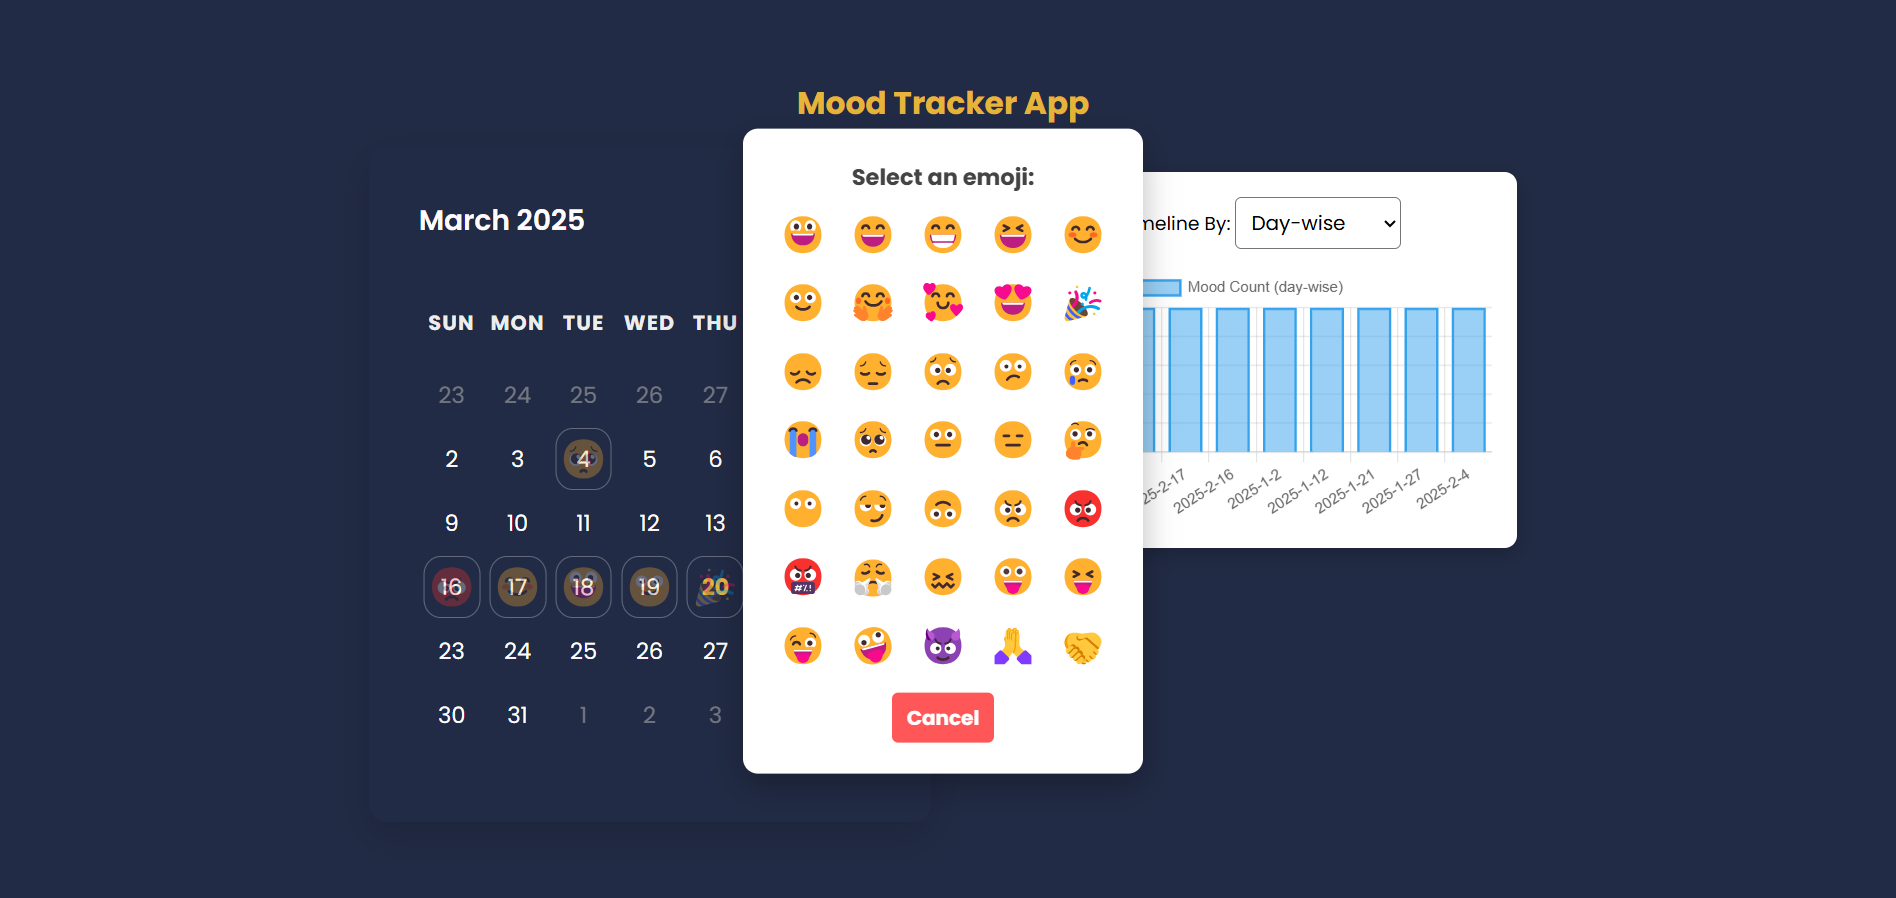 Mood Tracker App
Select an emoji:
March 2025
meline By: Day-wise
Mood Count (day-wise)
SUN MON TUE WED THU
23 24 25 26 27
2 3 4 5 6
9 10 11 12 13
16 17 18 19 20
23 24 25 26 27
30 31 1 2 3
25-2-17 2025-2-16 2025-1-2 2025-1-12 2025-1-21 2025-1-27 2025-2-4
#%!
Cancel